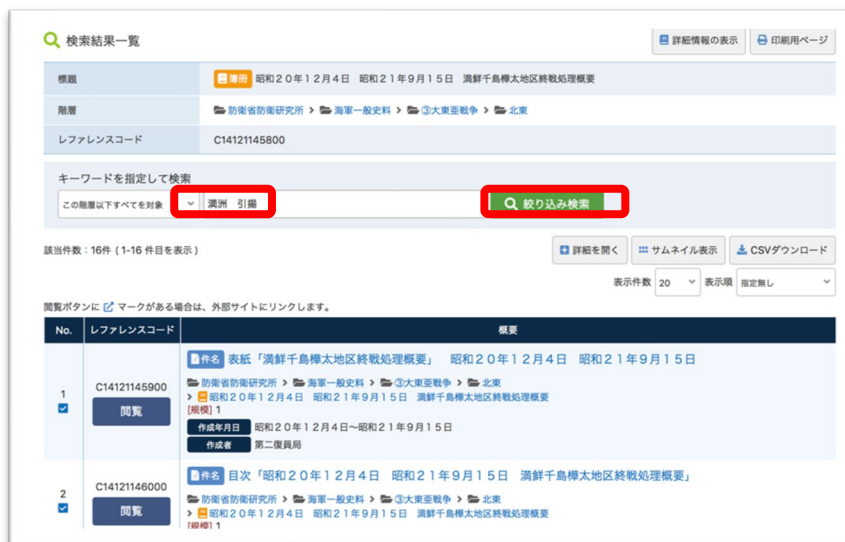 検索結果一覧
詳細情報の表示
印刷用ページ
標題
簿冊 昭和20年12月4日 昭和21年9月15日 満鮮千島樺太地区終戦処理概要
階層
防衛省防衛研究所 > 海軍一般史料 > ③大東亜戦争 > 北東
レファレンスコード
C14121145800
キーワードを指定して検索
この階層以下すべてを対象
満洲 引揚
絞り込み検索
該当件数:16件 ( 1-16 件目を表示 )
詳細を開く
サムネイル表示
CSVダウンロード
表示件数 20
表示順 指定無し
閲覧ボタンに マークがある場合は、外部サイトにリンクします。
No. レファレンスコード 概要
1
C14121145900
閲覧
件名 表紙「満鮮千島樺太地区終戦処理概要」 昭和20年12月4日 昭和21年9月15日
防衛省防衛研究所 > 海軍一般史料 > ③大東亜戦争 > 北東
> 昭和20年12月4日 昭和21年9月15日 満鮮千島樺太地区終戦処理概要
[規模] 1
作成年月日 昭和20年12月4日~昭和21年9月15日
作成者 第二復員局
2
C14121146000
閲覧
件名 目次「昭和20年12月4日 昭和21年9月15日 満鮮千島樺太地区終戦処理概要」
防衛省防衛研究所 > 海軍一般史料 > ③大東亜戦争 > 北東
> 昭和20年12月4日 昭和21年9月15日 満鮮千島樺太地区終戦処理概要
[規模] 1